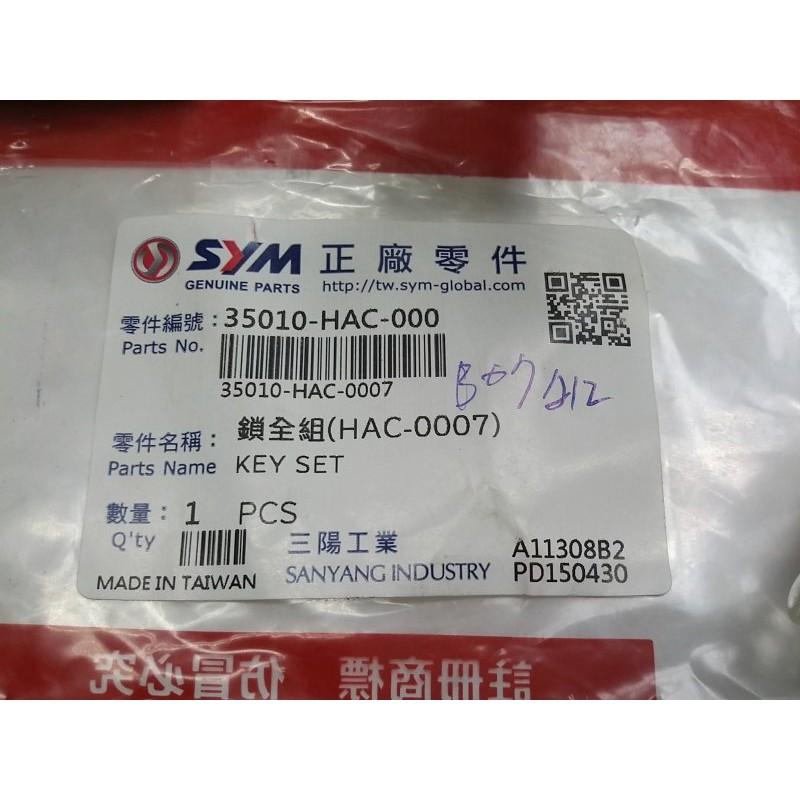 SYM 正廠零件
GENUINE PARTS http://tw.sym-global.com
零件編號：35010-HAC-000
Parts No.
35010-HAC-0007
零件名稱：鎖全組(HAC-0007)
Parts Name KEY SET
數量：1 PCS
Q'ty 三陽工業 A11308B2
MADE IN TAIWAN SANYANG INDUSTRY PD150430
註冊商標 仿冒必究